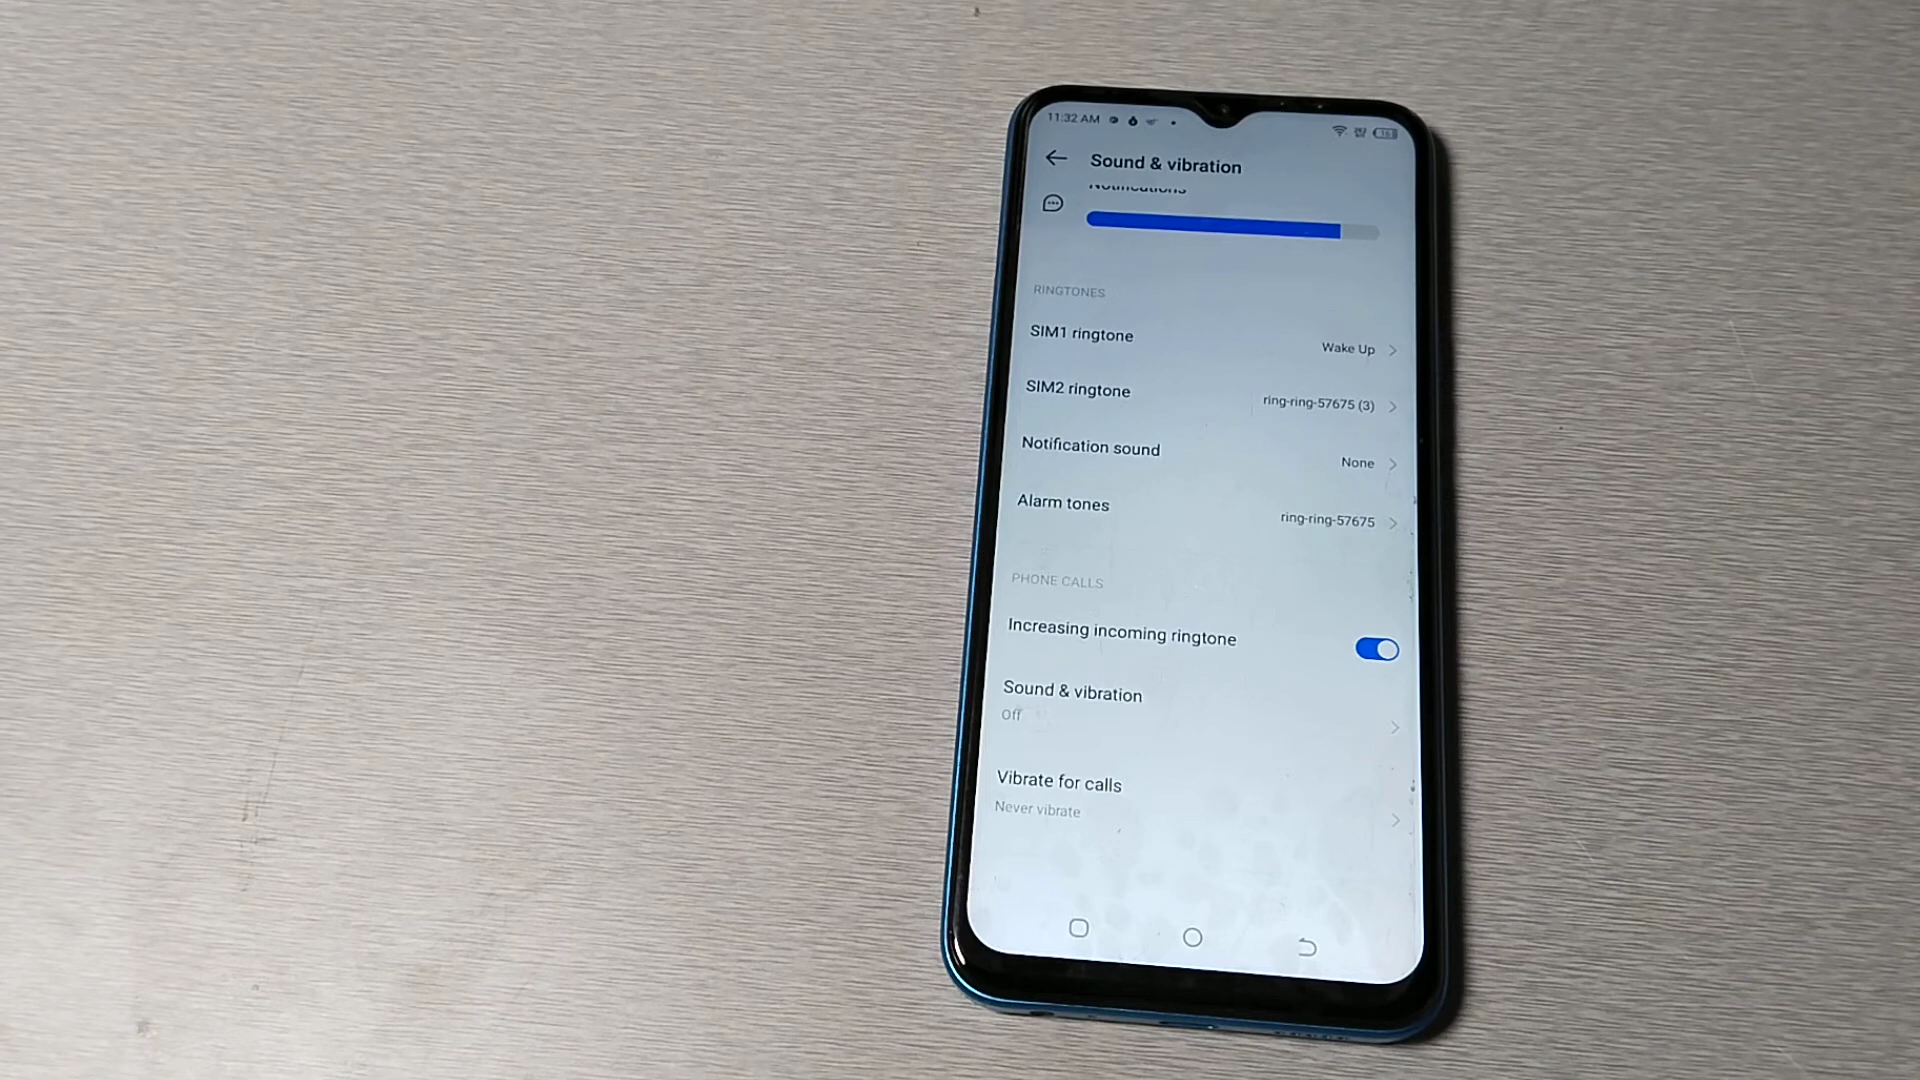 11:32 AM
Sound & vibration
Notifications
RINGTONES
SIM1 ringtone
Wake Up
SIM2 ringtone
ring-ring-57675 (3)
Notification sound
None
Alarm tones
ring-ring-57675
PHONE CALLS
Increasing incoming ringtone
Sound & vibration
Off
Vibrate for calls
Never vibrate